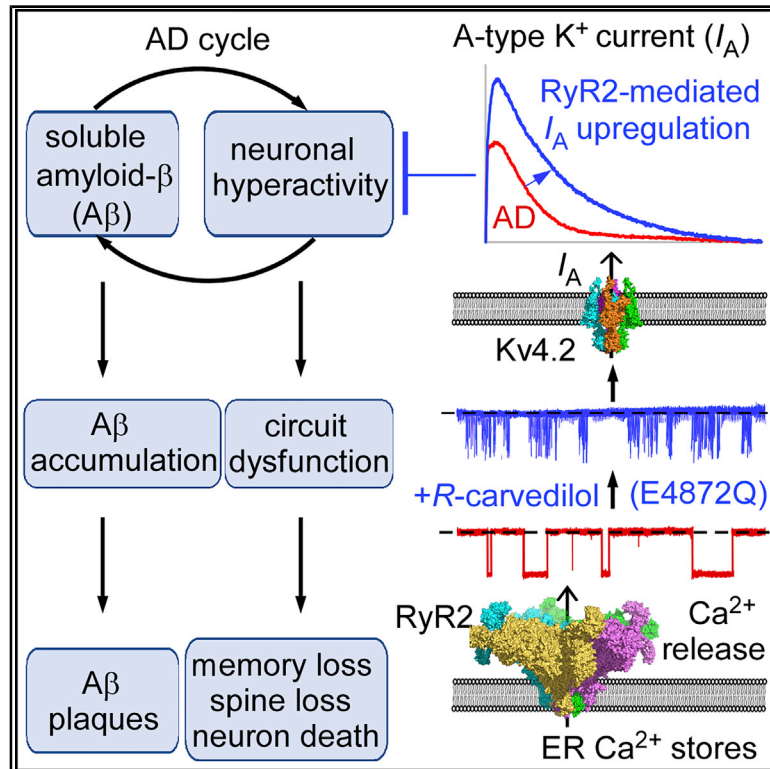 AD cycle
soluble
amyloid-β
(Aβ)
neuronal
hyperactivity
Aβ
accumulation
circuit
dysfunction
Aβ
plaques
memory loss
spine loss
neuron death
A-type K⁺ current (I_A)
RyR2-mediated
I_A upregulation
AD
I_A
Kv4.2
+R-carvedilol (E4872Q)
RyR2
Ca²⁺
release
ER Ca²⁺ stores